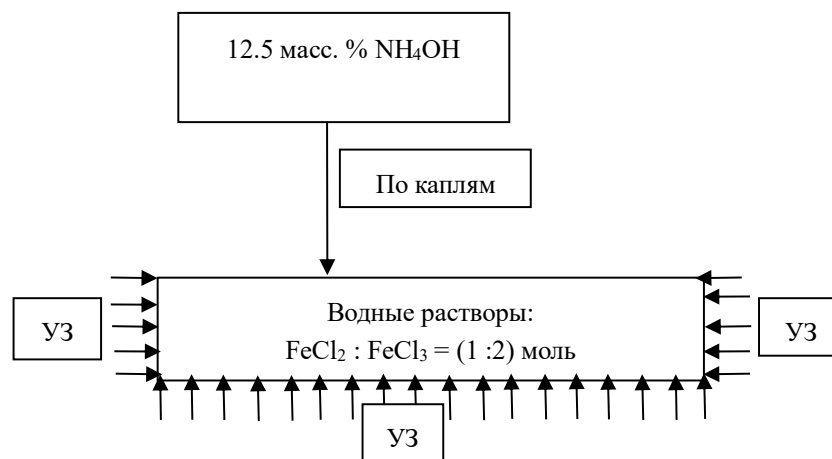 12.5 масс. % NH₄OH
По каплям
УЗ
Водные растворы:
FeCl₂ : FeCl₃ = (1 :2) моль
УЗ
УЗ